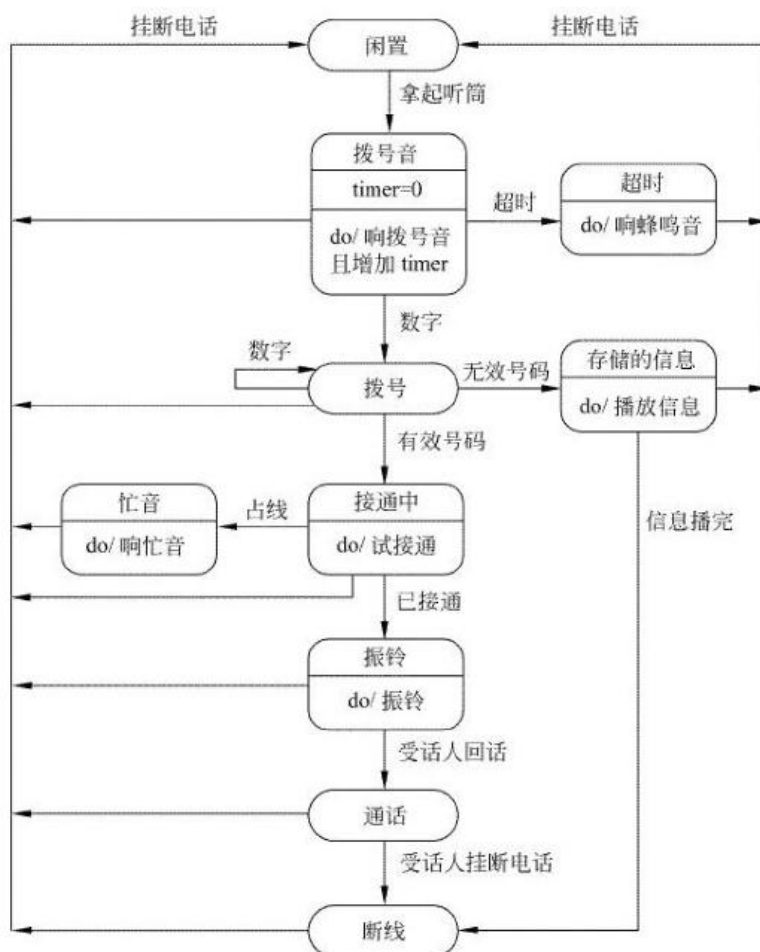 挂断电话
闲置
挂断电话
拿起听筒
拨号音
timer=0
do/ 响拨号音
且增加 timer
超时
超时
do/ 响蜂鸣音
数字
数字
拨号
无效号码
存储的信息
do/ 播放信息
有效号码
忙音
do/ 响忙音
占线
接通中
do/ 试接通
信息播完
已接通
振铃
do/ 振铃
受话人回话
通话
受话人挂断电话
断线